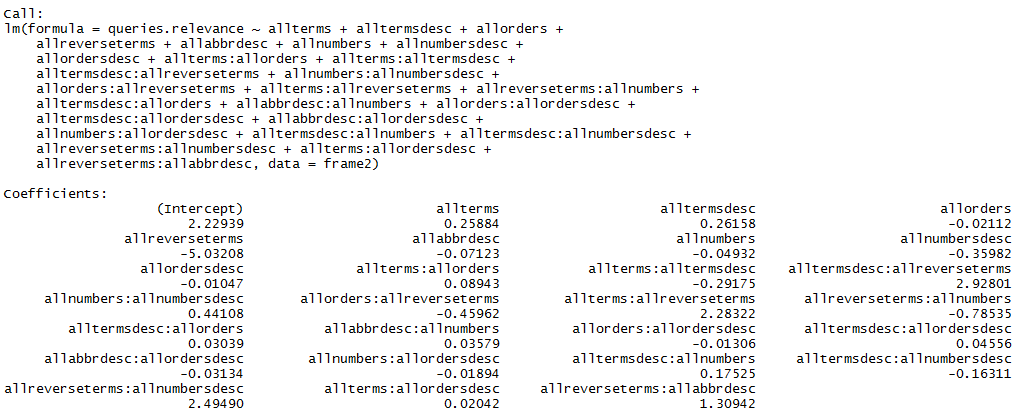 Call:
lm(formula = queries.relevance ~ allterms + alltermsdesc + allorders +
    allreverseterms + allabbrdesc + allnumbers + allnumbersdesc +
    allordersdesc + allterms:allorders + allterms:alltermsdesc +
    alltermsdesc:allreverseterms + allnumbers:allnumbersdesc +
    allorders:allreverseterms + allterms:allreverseterms + allreverseterms:allnumbers +
    alltermsdesc:allorders + allabbrdesc:allnumbers + allorders:allordersdesc +
    alltermsdesc:allordersdesc + allabbrdesc:allordersdesc +
    allnumbers:allordersdesc + alltermsdesc:allnumbers + alltermsdesc:allnumbersdesc +
    allreverseterms:allnumbersdesc + allterms:allordersdesc +
    allreverseterms:allabbrdesc, data = frame2)
Coefficients:
(Intercept) allterms alltermsdesc allorders
2.22939 0.25884 0.26158 -0.02112
allreverseterms allabbrdesc allnumbers allnumbersdesc
-5.03208 -0.07123 -0.04932 -0.35982
allordersdesc allterms:allorders allterms:alltermsdesc alltermsdesc:allreverseterms
-0.01047 0.08943 -0.29175 2.92801
allnumbers:allnumbersdesc allorders:allreverseterms allterms:allreverseterms allreverseterms:allnumbers
0.44108 -0.45962 2.28322 -0.78535
alltermsdesc:allorders allabbrdesc:allnumbers allorders:allordersdesc alltermsdesc:allordersdesc
0.03039 0.03579 -0.01306 0.04556
allabbrdesc:allordersdesc allnumbers:allordersdesc alltermsdesc:allnumbers alltermsdesc:allnumbersdesc
-0.03134 -0.01894 0.17525 -0.16311
allreverseterms:allnumbersdesc allterms:allordersdesc allreverseterms:allabbrdesc
2.49490 0.02042 1.30942